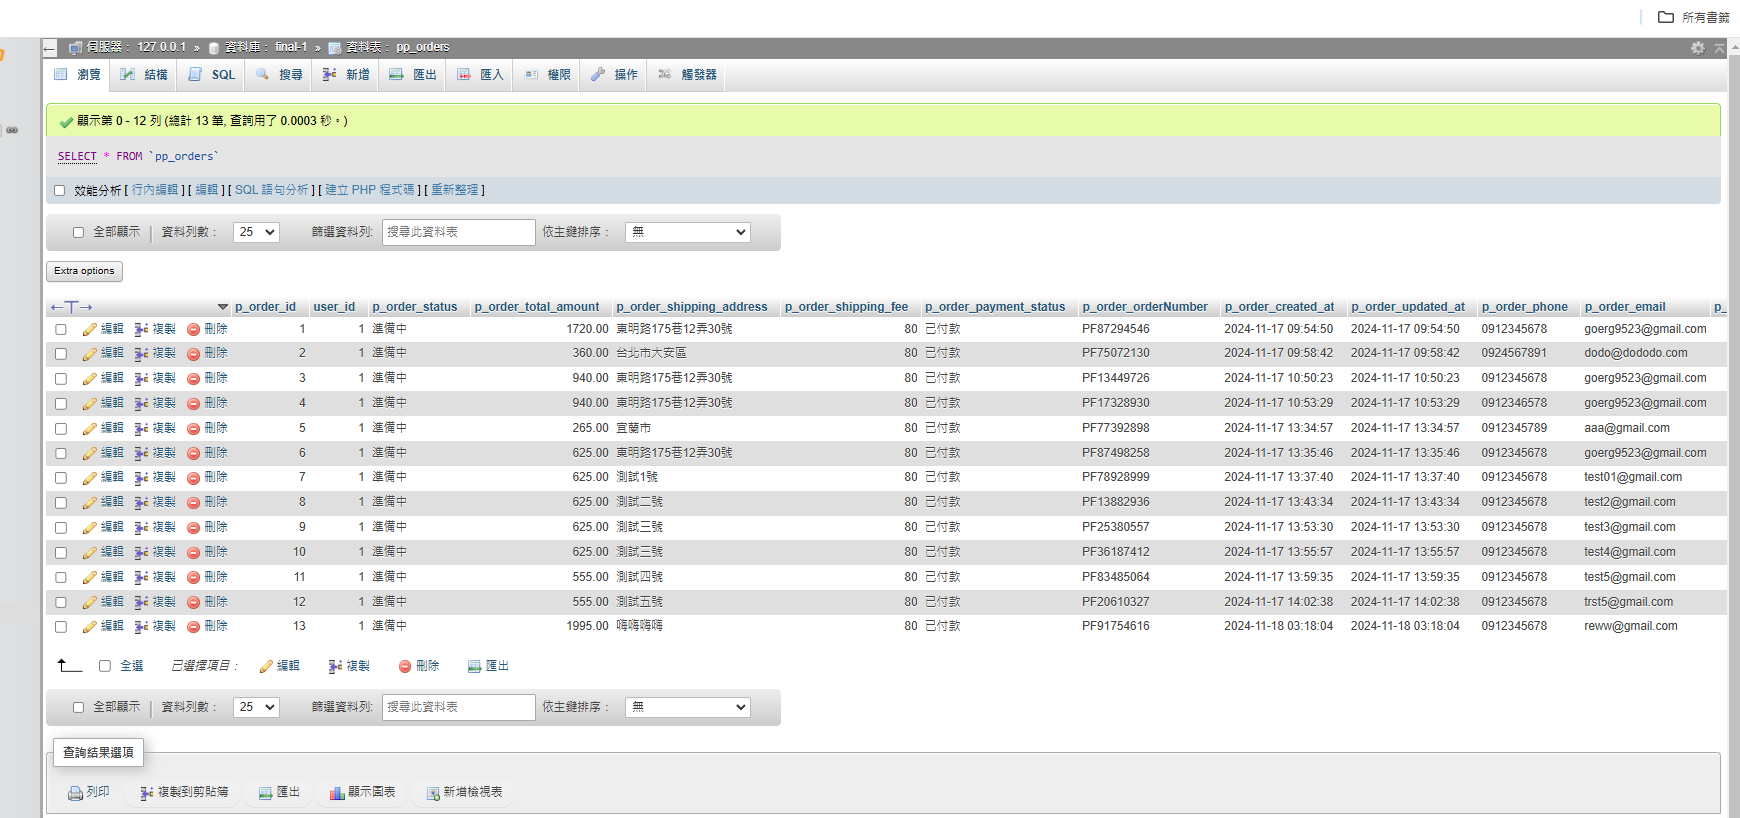 所有書籤
伺服器： 127.0.0.1 » 資料庫： final-1 » 資料表： pp_orders
瀏覽 結構 SQL 搜尋 新增 匯出 匯入 權限 操作 觸發器
顯示第 0 - 12 列 (總計 13 筆, 查詢用了 0.0003 秒。)
SELECT * FROM `pp_orders`
效能分析 [ 行內編輯 ] [ 編輯 ] [ SQL 語句分析 ] [ 建立 PHP 程式碼 ] [ 重新整理 ]
全部顯示 資料列數： 25 篩選資料列: 搜尋此資料表 依主鍵排序： 無
Extra options
←T→ p_order_id user_id p_order_status p_order_total_amount p_order_shipping_address p_order_shipping_fee p_order_payment_status p_order_orderNumber p_order_created_at p_order_updated_at p_order_phone p_order_email p_
編輯 複製 刪除 1 1 準備中 1720.00 東明路175巷12弄30號 80 已付款 PF87294546 2024-11-17 09:54:50 2024-11-17 09:54:50 0912345678 goerg9523@gmail.com
編輯 複製 刪除 2 1 準備中 360.00 台北市大安區 80 已付款 PF75072130 2024-11-17 09:58:42 2024-11-17 09:58:42 0924567891 dodo@dododo.com
編輯 複製 刪除 3 1 準備中 940.00 東明路175巷12弄30號 80 已付款 PF13449726 2024-11-17 10:50:23 2024-11-17 10:50:23 0912345678 goerg9523@gmail.com
編輯 複製 刪除 4 1 準備中 940.00 東明路175巷12弄30號 80 已付款 PF17328930 2024-11-17 10:53:29 2024-11-17 10:53:29 0912346578 goerg9523@gmail.com
編輯 複製 刪除 5 1 準備中 265.00 宜蘭市 80 已付款 PF77392898 2024-11-17 13:34:57 2024-11-17 13:34:57 0912345789 aaa@gmail.com
編輯 複製 刪除 6 1 準備中 625.00 東明路175巷12弄30號 80 已付款 PF87498258 2024-11-17 13:35:46 2024-11-17 13:35:46 0912345678 goerg9523@gmail.com
編輯 複製 刪除 7 1 準備中 625.00 測試1號 80 已付款 PF78928999 2024-11-17 13:37:40 2024-11-17 13:37:40 0912345678 test01@gmail.com
編輯 複製 刪除 8 1 準備中 625.00 測試二號 80 已付款 PF13882936 2024-11-17 13:43:34 2024-11-17 13:43:34 0912345678 test2@gmail.com
編輯 複製 刪除 9 1 準備中 625.00 測試三號 80 已付款 PF25380557 2024-11-17 13:53:30 2024-11-17 13:53:30 0912345678 test3@gmail.com
編輯 複製 刪除 10 1 準備中 625.00 測試三號 80 已付款 PF36187412 2024-11-17 13:55:57 2024-11-17 13:55:57 0912345678 test4@gmail.com
編輯 複製 刪除 11 1 準備中 555.00 測試四號 80 已付款 PF83485064 2024-11-17 13:59:35 2024-11-17 13:59:35 0912345678 test5@gmail.com
編輯 複製 刪除 12 1 準備中 555.00 測試五號 80 已付款 PF20610327 2024-11-17 14:02:38 2024-11-17 14:02:38 0912345678 trst5@gmail.com
編輯 複製 刪除 13 1 準備中 1995.00 嗨嗨嗨嗨 80 已付款 PF91754616 2024-11-18 03:18:04 2024-11-18 03:18:04 0912345678 reww@gmail.com
全選 已選擇項目： 編輯 複製 刪除 匯出
全部顯示 資料列數： 25 篩選資料列: 搜尋此資料表 依主鍵排序： 無
查詢結果選項
列印 複製到剪貼簿 匯出 顯示圖表 新增檢視表